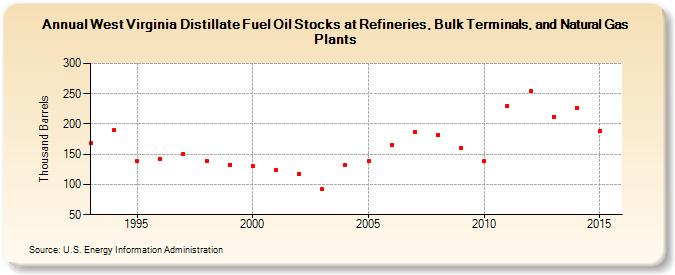 Annual West Virginia Distillate Fuel Oil Stocks at Refineries, Bulk Terminals, and Natural Gas
Plants
Thousand Barrels
300
250
200
150
100
50
1995
2000
2005
2010
2015
Source: U.S. Energy Information Administration